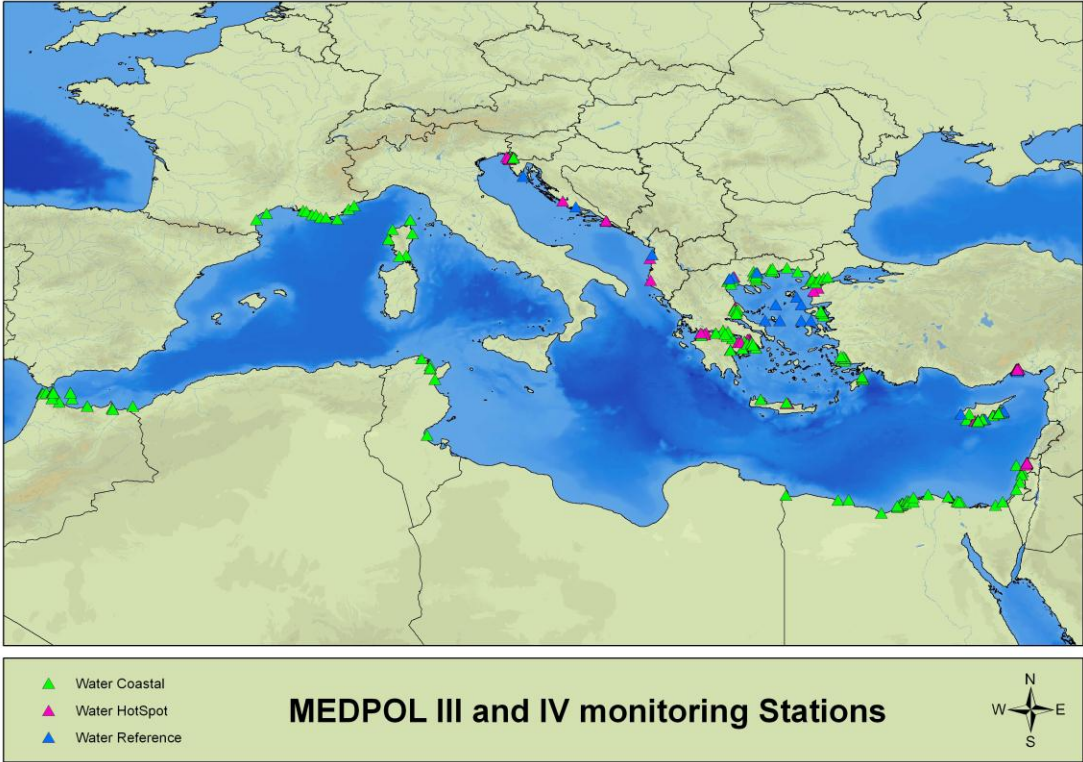 Water Coastal
Water HotSpot
Water Reference
MEDPOL III and IV monitoring Stations
N
W E
S